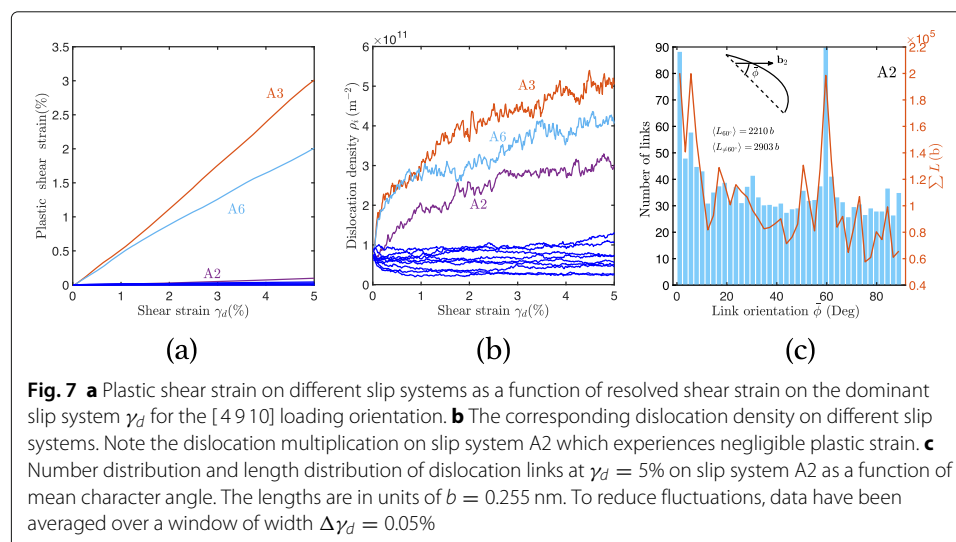 3.5
3
2.5
2
1.5
1
0.5
0
0 1 2 3 4 5
Plastic shear strain(%)
Shear strain γ_d(%)
A3
A6
A2
(a)
6 ×10^11
5
4
3
2
1
0
0 1 2 3 4 5
Dislocation density ρ_i (m^−2)
Shear strain γ_d(%)
A3
A6
A2
(b)
90
80
70
60
50
40
30
20
10
0
0 20 40 60 80
Number of links
Link orientation ϕ̄ (Deg)
b_2
ϕ̄
A2
⟨L_60°⟩ = 2210 b
⟨L_≠60°⟩ = 2903 b
×10^5
2.2
2
1.8
1.6
1.4
1.2
1
0.8
0.6
0.4
∑ L (b)
(c)
Fig. 7 a Plastic shear strain on different slip systems as a function of resolved shear strain on the dominant
slip system γ_d for the [4 9 10] loading orientation. b The corresponding dislocation density on different slip
systems. Note the dislocation multiplication on slip system A2 which experiences negligible plastic strain. c
Number distribution and length distribution of dislocation links at γ_d = 5% on slip system A2 as a function of
mean character angle. The lengths are in units of b = 0.255 nm. To reduce fluctuations, data have been
averaged over a window of width Δγ_d = 0.05%